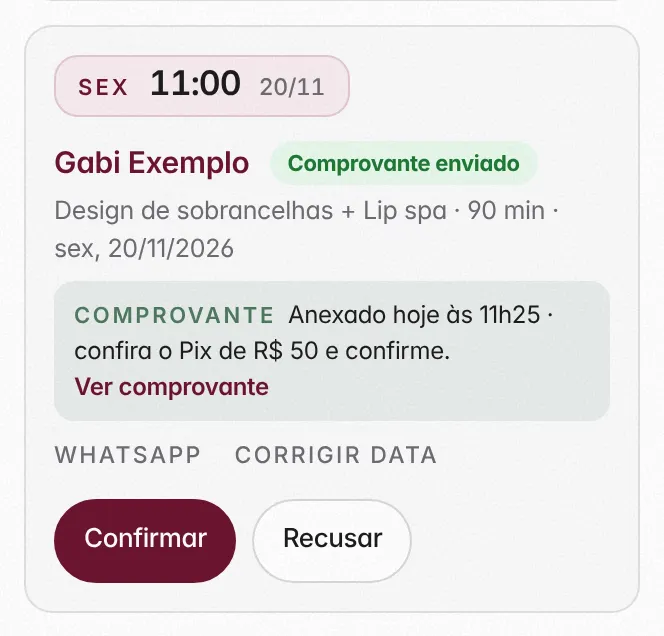 SEX 11:00 20/11
Gabi Exemplo Comprovante enviado
Design de sobrancelhas + Lip spa · 90 min ·
sex, 20/11/2026
COMPROVANTE Anexado hoje às 11h25 ·
confira o Pix de R$ 50 e confirme.
Ver comprovante
WHATSAPP CORRIGIR DATA
Confirmar Recusar